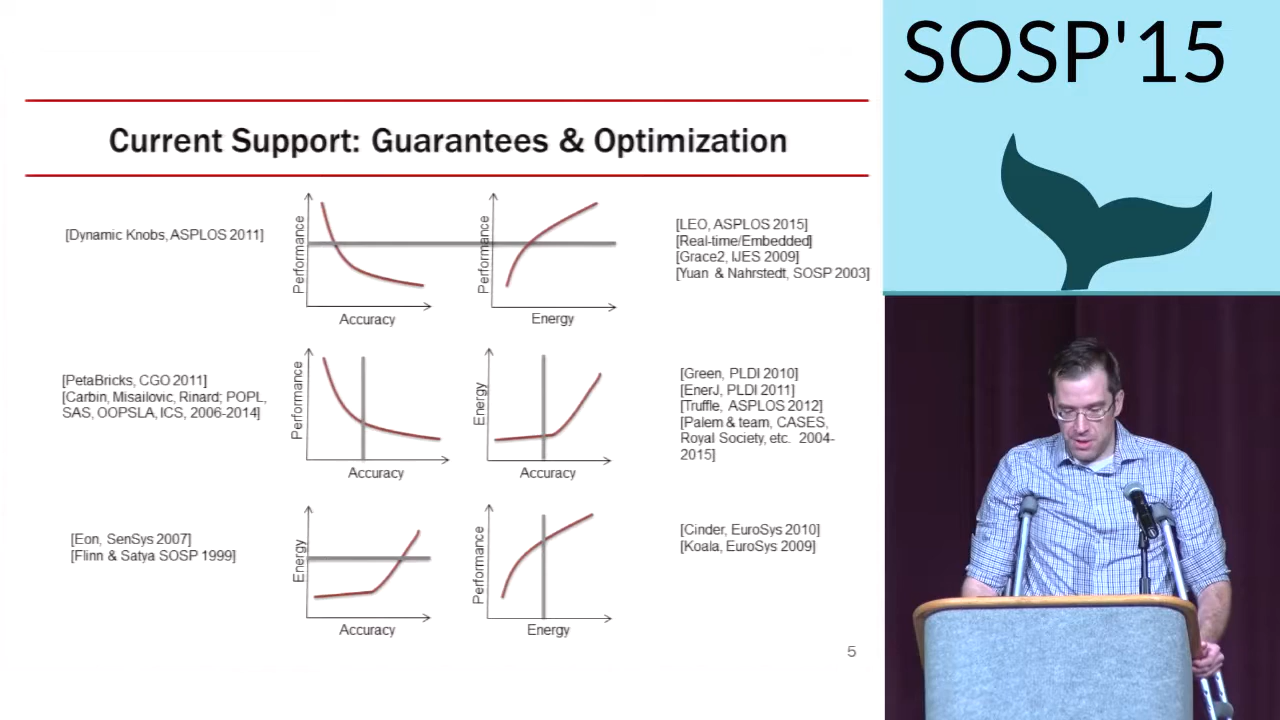 SOSP'15
Current Support: Guarantees & Optimization
[Dynamic Knobs, ASPLOS 2011]
Performance
Accuracy
Performance
Energy
[LEO, ASPLOS 2015]
[Real-time/Embedded]
[Grace2, IJES 2009]
[Yuan & Nahrstedt, SOSP 2003]
[PetaBricks, CGO 2011]
[Carbin, Misailovic, Rinard; POPL,
SAS, OOPSLA, ICS, 2006-2014]
Performance
Accuracy
Energy
Accuracy
[Green, PLDI 2010]
[EnerJ, PLDI 2011]
[Truffle, ASPLOS 2012]
[Palem & team, CASES,
Royal Society, etc. 2004-
2015]
[Eon, SenSys 2007]
[Flinn & Satya SOSP 1999]
Energy
Accuracy
Performance
Energy
[Cinder, EuroSys 2010]
[Koala, EuroSys 2009]
5